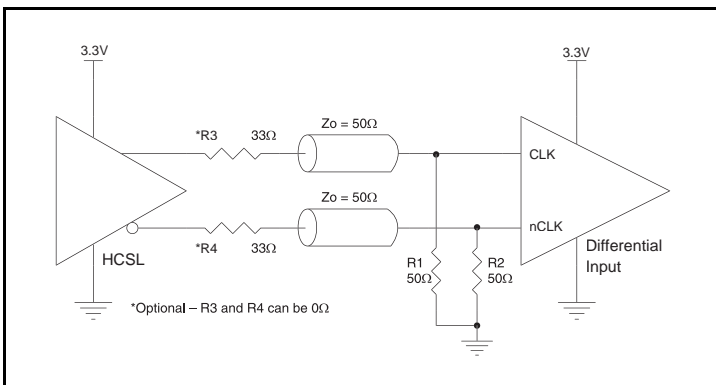 3.3V
3.3V
*R3 33Ω
Zo = 50Ω
CLK
Zo = 50Ω
nCLK
*R4 33Ω
HCSL
R1
50Ω
R2
50Ω
Differential
Input
*Optional – R3 and R4 can be 0Ω